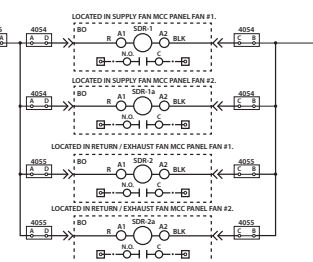 LOCATED IN SUPPLY FAN MCC PANEL FAN #1.
4054 BO SDR-1 4054
A D R A1 A2 BLK C B
N.O. C
LOCATED IN SUPPLY FAN MCC PANEL FAN #2.
4054 BO SDR-1a 4054
A D R A1 A2 BLK C B
N.O. C
LOCATED IN RETURN / EXHAUST FAN MCC PANEL FAN #1.
4055 BO SDR-2 4055
A D R A1 A2 BLK C B
N.O. C
LOCATED IN RETURN / EXHAUST FAN MCC PANEL FAN #2.
4055 BO SDR-2a 4055
A D R A1 A2 BLK C B
N.O. C